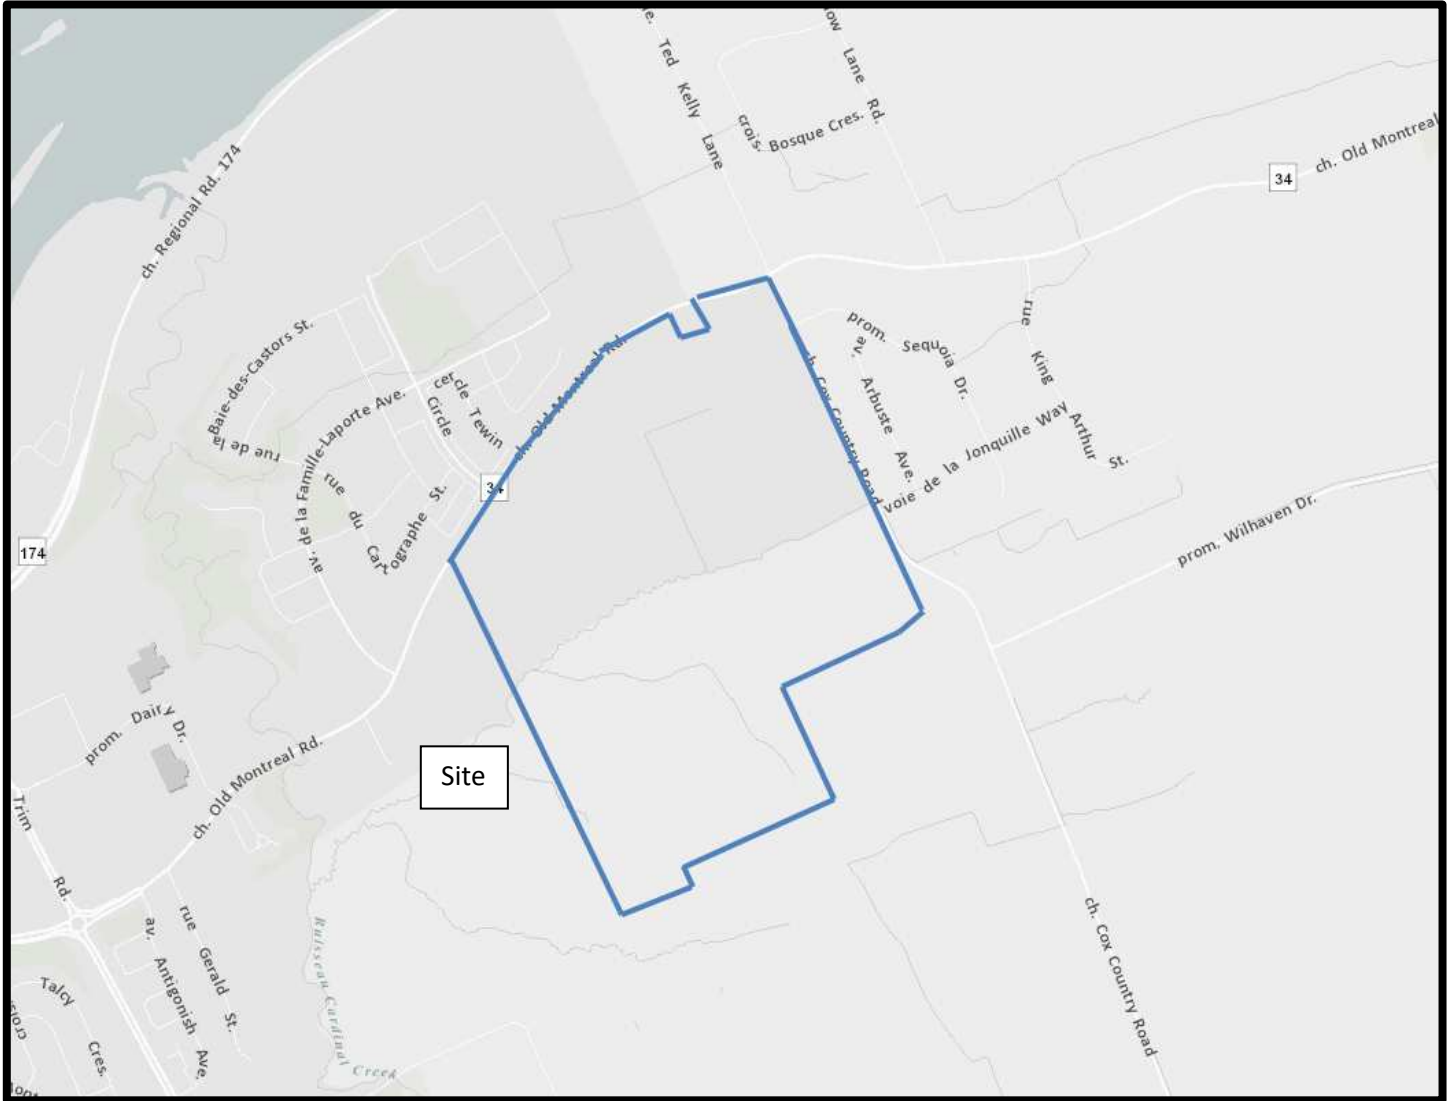 e. Ted Kelly Lane
ow Lane Rd.
crois. Bosque Cres.
ch. Old Montreal
34
ch. Regional Rd. 174
rue de la Baie-des-Castors St.
av. de la Famille-Laporte Ave.
cercle Tewin Circle
ch. Old Montreal Rd.
34
rue du Cartographe St.
prom. Sequoia Dr.
av. Arbuste Ave.
rue King Arthur St.
ch. Cox Country Road
voie de la Jonquille Way
prom. Wilhaven Dr.
174
prom. Dairy Dr.
ch. Old Montreal Rd.
Site
Trim Rd.
rue Gerald St.
av. Antigonish Ave.
Talcy Cres.
crois
Ruisseau Cardinal Creek
ch. Cox Country Road